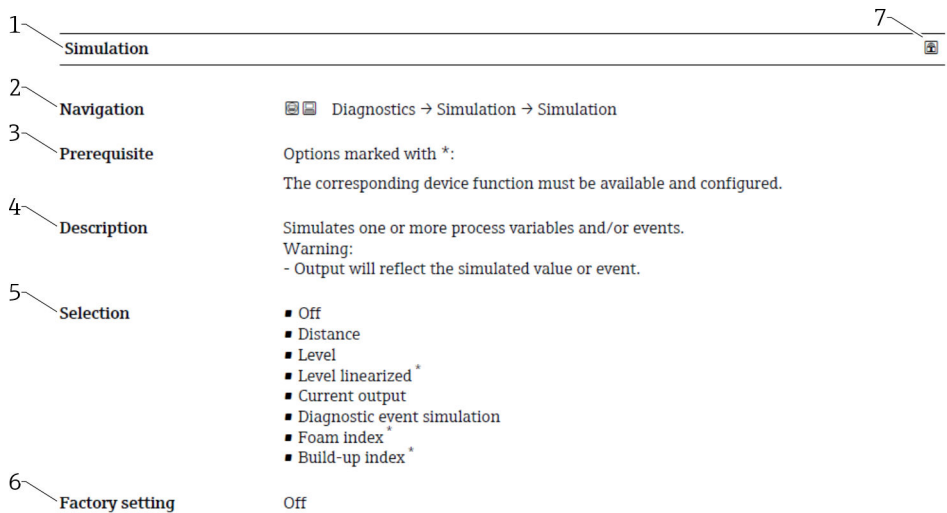 1
7
Simulation
2
Navigation Diagnostics → Simulation → Simulation
3
Prerequisite Options marked with *:
The corresponding device function must be available and configured.
4
Description Simulates one or more process variables and/or events.
Warning:
- Output will reflect the simulated value or event.
5
Selection ■ Off
■ Distance
■ Level
■ Level linearized *
■ Current output
■ Diagnostic event simulation
■ Foam index *
■ Build-up index *
6
Factory setting Off